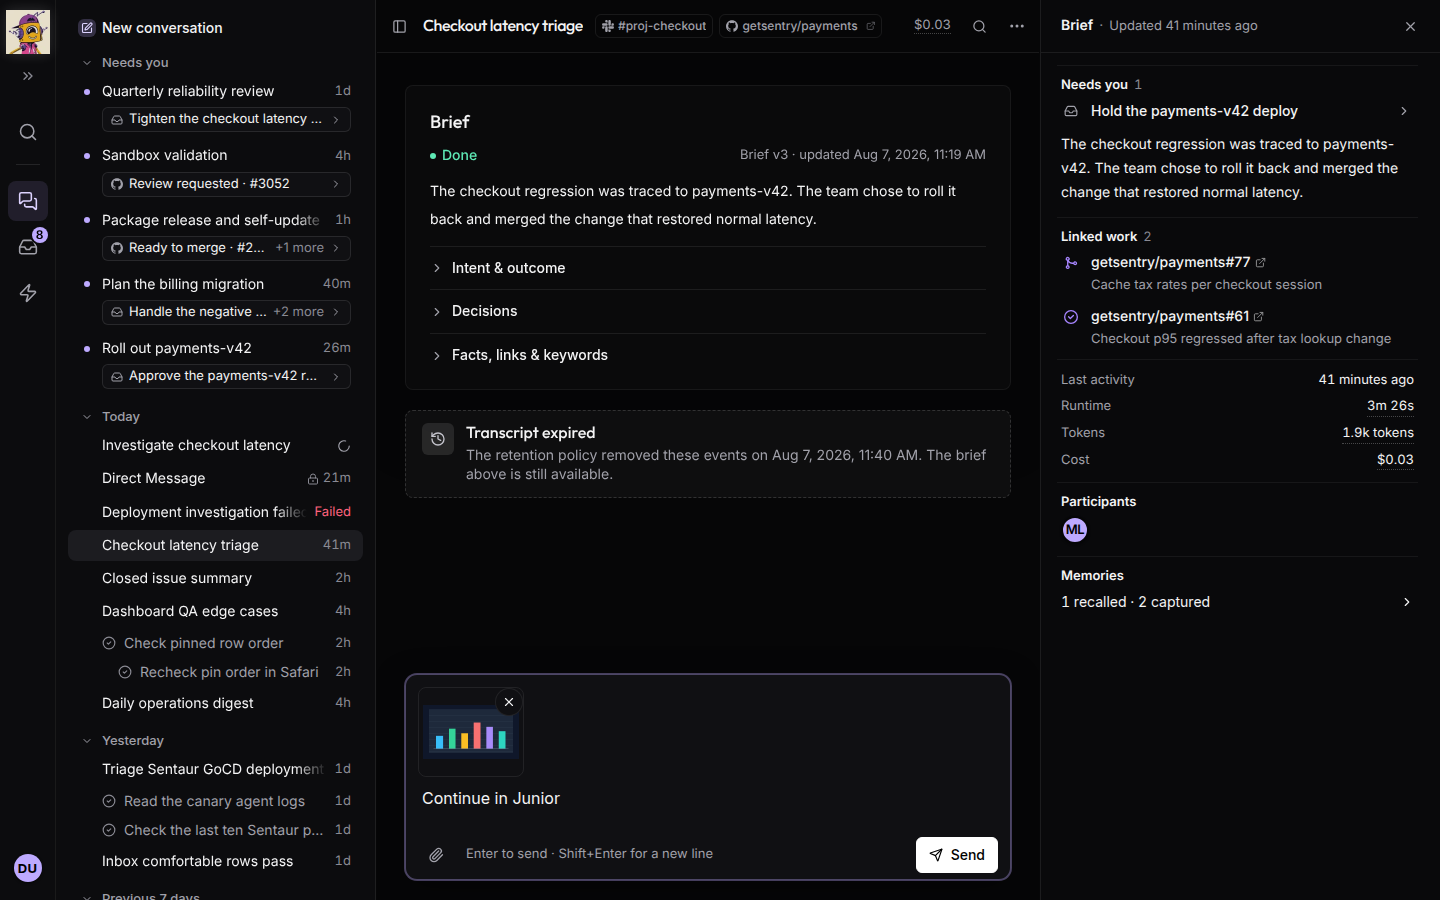 New conversation
Needs you
Quarterly reliability review 1d
Tighten the checkout latency ...
Sandbox validation 4h
Review requested · #3052
Package release and self-update 1h
Ready to merge · #2... +1 more
Plan the billing migration 40m
Handle the negative ... +2 more
Roll out payments-v42 26m
Approve the payments-v42 r...
Today
Investigate checkout latency
Direct Message 21m
Deployment investigation failed Failed
Checkout latency triage 41m
Closed issue summary 2h
Dashboard QA edge cases 4h
Check pinned row order 2h
Recheck pin order in Safari 2h
Daily operations digest 4h
Yesterday
Triage Sentaur GoCD deployment 1d
Read the canary agent logs 1d
Check the last ten Sentaur p... 1d
Inbox comfortable rows pass 1d
Previous 7 days
8
DU
Checkout latency triage #proj-checkout getsentry/payments $0.03
Brief
Done Brief v3 · updated Aug 7, 2026, 11:19 AM
The checkout regression was traced to payments-v42. The team chose to roll it
back and merged the change that restored normal latency.
Intent & outcome
Decisions
Facts, links & keywords
Transcript expired
The retention policy removed these events on Aug 7, 2026, 11:40 AM. The brief
above is still available.
Continue in Junior
Enter to send · Shift+Enter for a new line
Send
Brief · Updated 41 minutes ago
Needs you 1
Hold the payments-v42 deploy
The checkout regression was traced to payments-
v42. The team chose to roll it back and merged the
change that restored normal latency.
Linked work 2
getsentry/payments#77
Cache tax rates per checkout session
getsentry/payments#61
Checkout p95 regressed after tax lookup change
Last activity 41 minutes ago
Runtime 3m 26s
Tokens 1.9k tokens
Cost $0.03
Participants
ML
Memories
1 recalled · 2 captured